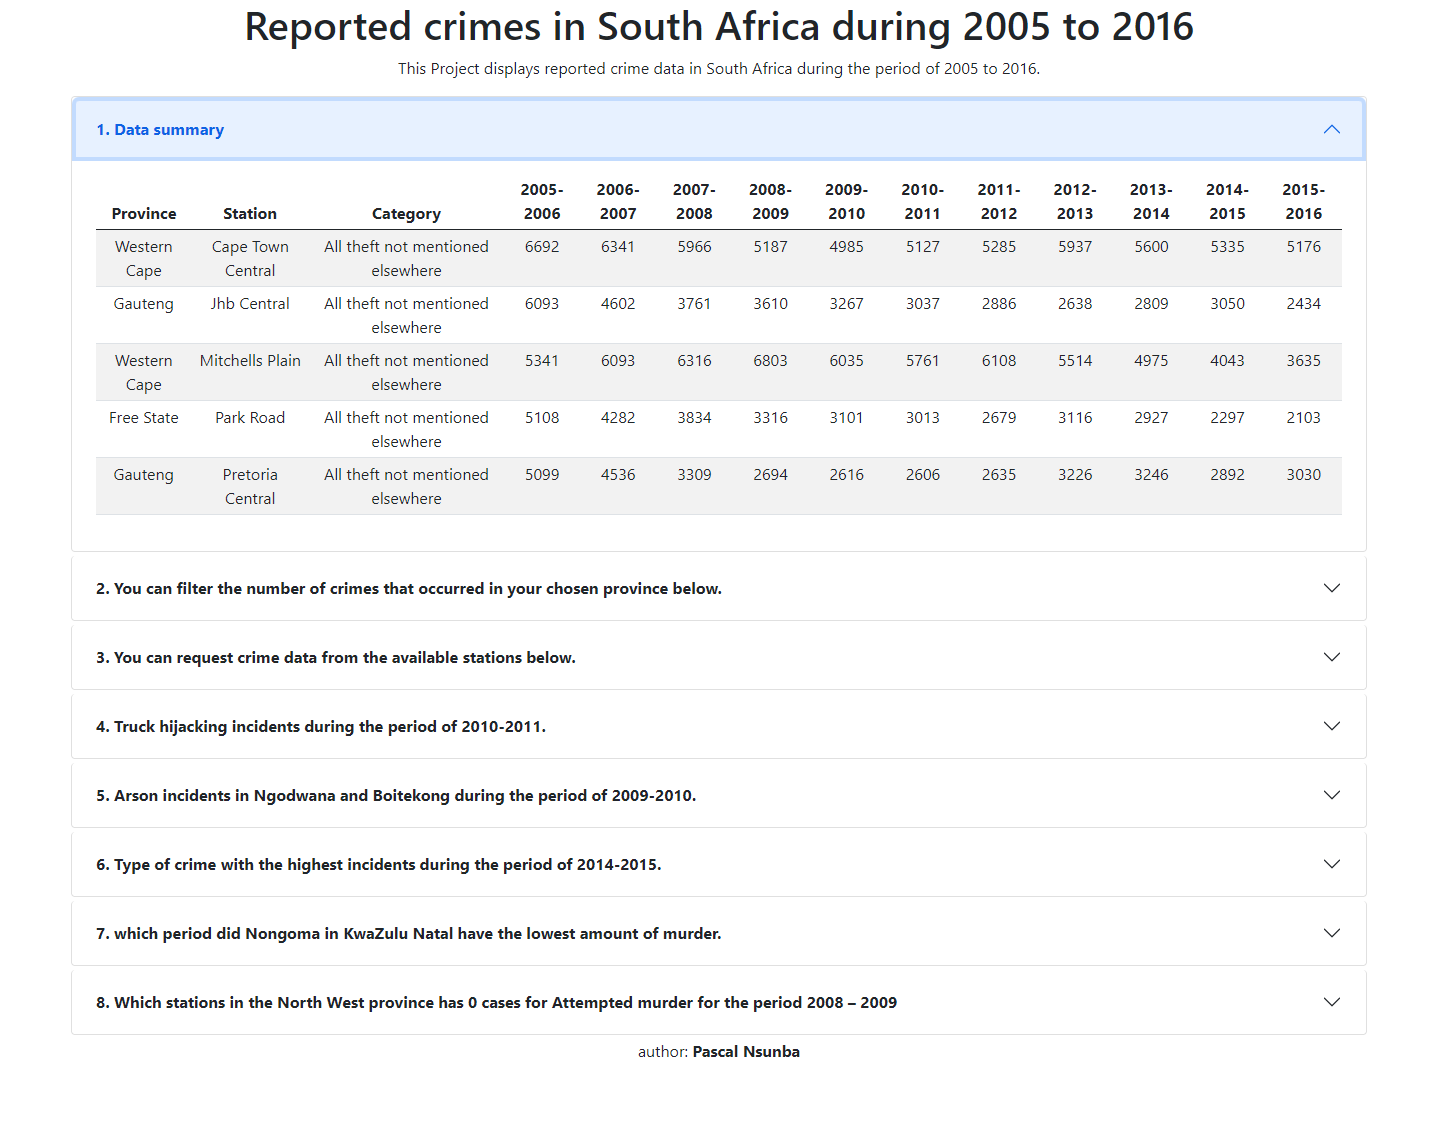 Reported crimes in South Africa during 2005 to 2016
This Project displays reported crime data in South Africa during the period of 2005 to 2016.
1. Data summary
Province Station Category 2005-2006 2006-2007 2007-2008 2008-2009 2009-2010 2010-2011 2011-2012 2012-2013 2013-2014 2014-2015 2015-2016
Western Cape Cape Town Central All theft not mentioned elsewhere 6692 6341 5966 5187 4985 5127 5285 5937 5600 5335 5176
Gauteng Jhb Central All theft not mentioned elsewhere 6093 4602 3761 3610 3267 3037 2886 2638 2809 3050 2434
Western Cape Mitchells Plain All theft not mentioned elsewhere 5341 6093 6316 6803 6035 5761 6108 5514 4975 4043 3635
Free State Park Road All theft not mentioned elsewhere 5108 4282 3834 3316 3101 3013 2679 3116 2927 2297 2103
Gauteng Pretoria Central All theft not mentioned elsewhere 5099 4536 3309 2694 2616 2606 2635 3226 3246 2892 3030
2. You can filter the number of crimes that occurred in your chosen province below.
3. You can request crime data from the available stations below.
4. Truck hijacking incidents during the period of 2010-2011.
5. Arson incidents in Ngodwana and Boitekong during the period of 2009-2010.
6. Type of crime with the highest incidents during the period of 2014-2015.
7. which period did Nongoma in KwaZulu Natal have the lowest amount of murder.
8. Which stations in the North West province has 0 cases for Attempted murder for the period 2008 – 2009
author: Pascal Nsunba